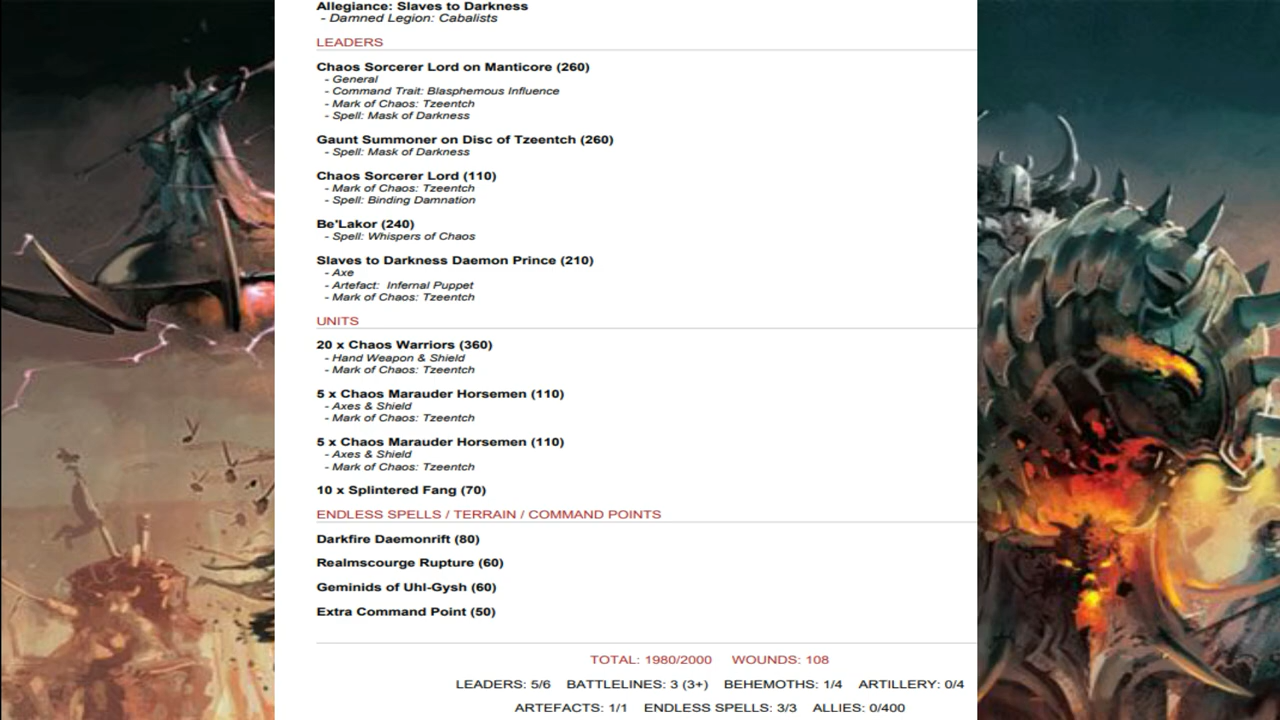 Allegiance: Slaves to Darkness
- Damned Legion: Cabalists
LEADERS
Chaos Sorcerer Lord on Manticore (260)
- General
- Command Trait: Blasphemous Influence
- Mark of Chaos: Tzeentch
- Spell: Mask of Darkness
Gaunt Summoner on Disc of Tzeentch (260)
- Spell: Mask of Darkness
Chaos Sorcerer Lord (110)
- Mark of Chaos: Tzeentch
- Spell: Binding Damnation
Be'Lakor (240)
- Spell: Whispers of Chaos
Slaves to Darkness Daemon Prince (210)
- Axe
- Artefact: Infernal Puppet
- Mark of Chaos: Tzeentch
UNITS
20 x Chaos Warriors (360)
- Hand Weapon & Shield
- Mark of Chaos: Tzeentch
5 x Chaos Marauder Horsemen (110)
- Axes & Shield
- Mark of Chaos: Tzeentch
5 x Chaos Marauder Horsemen (110)
- Axes & Shield
- Mark of Chaos: Tzeentch
10 x Splintered Fang (70)
ENDLESS SPELLS / TERRAIN / COMMAND POINTS
Darkfire Daemonrift (80)
Realmscourge Rupture (60)
Geminids of Uhl-Gysh (60)
Extra Command Point (50)
TOTAL: 1980/2000 WOUNDS: 108
LEADERS: 5/6 BATTLELINES: 3 (3+) BEHEMOTHS: 1/4 ARTILLERY: 0/4
ARTEFACTS: 1/1 ENDLESS SPELLS: 3/3 ALLIES: 0/400